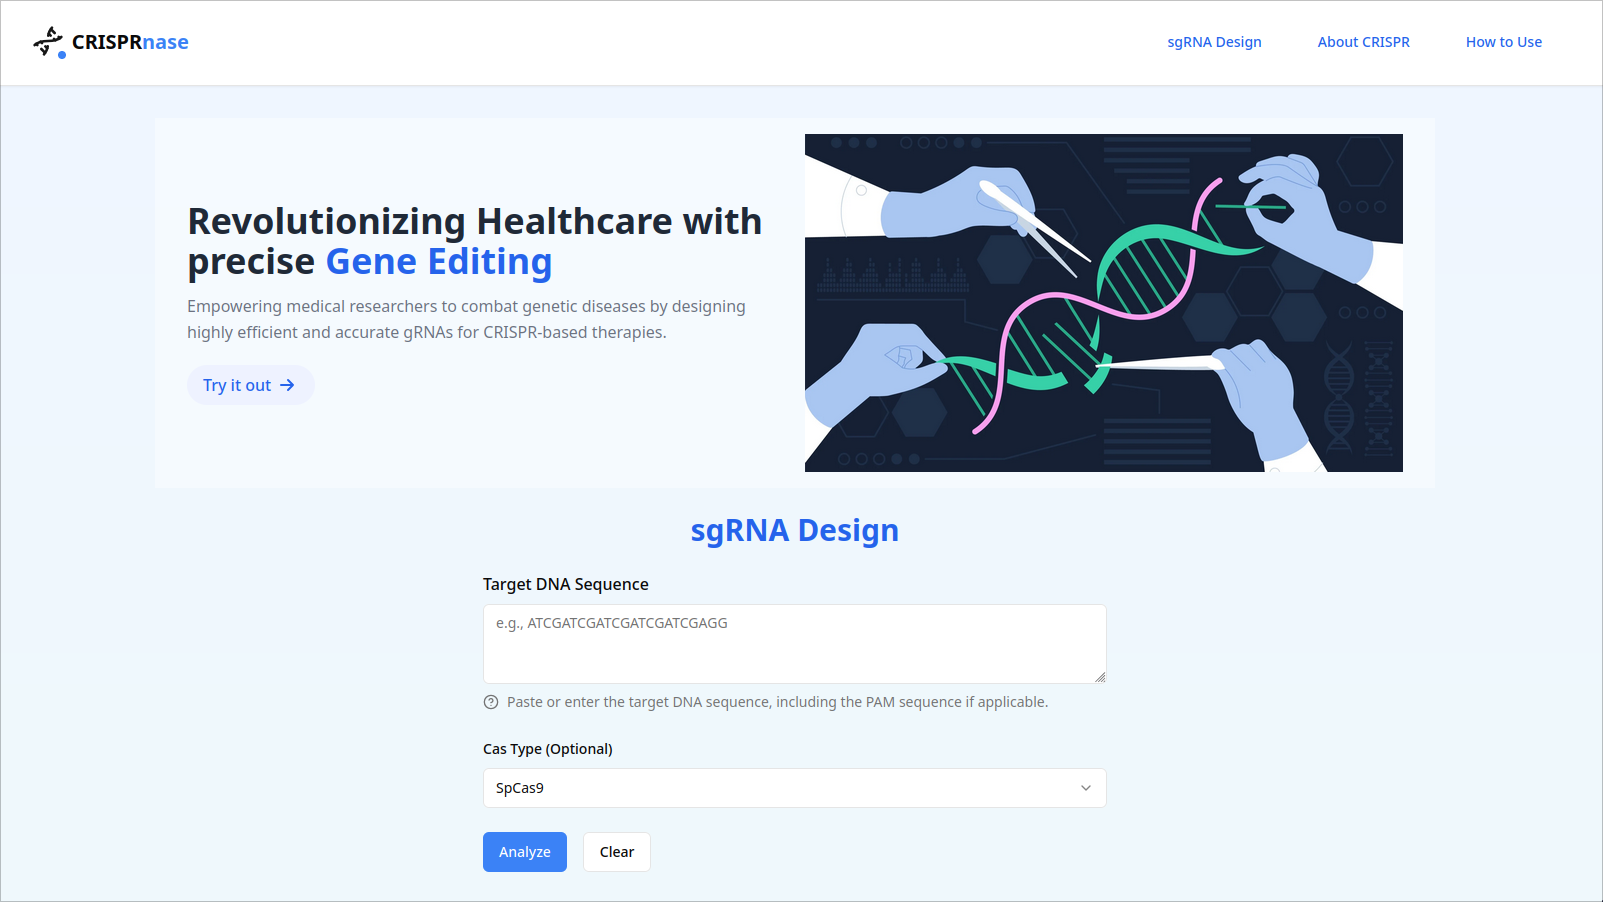 CRISPRnase
sgRNA Design
About CRISPR
How to Use
Revolutionizing Healthcare with
precise Gene Editing
Empowering medical researchers to combat genetic diseases by designing
highly efficient and accurate gRNAs for CRISPR-based therapies.
Try it out
sgRNA Design
Target DNA Sequence
e.g., ATCGATCGATCGATCGATCGAGG
Paste or enter the target DNA sequence, including the PAM sequence if applicable.
Cas Type (Optional)
SpCas9
Analyze
Clear